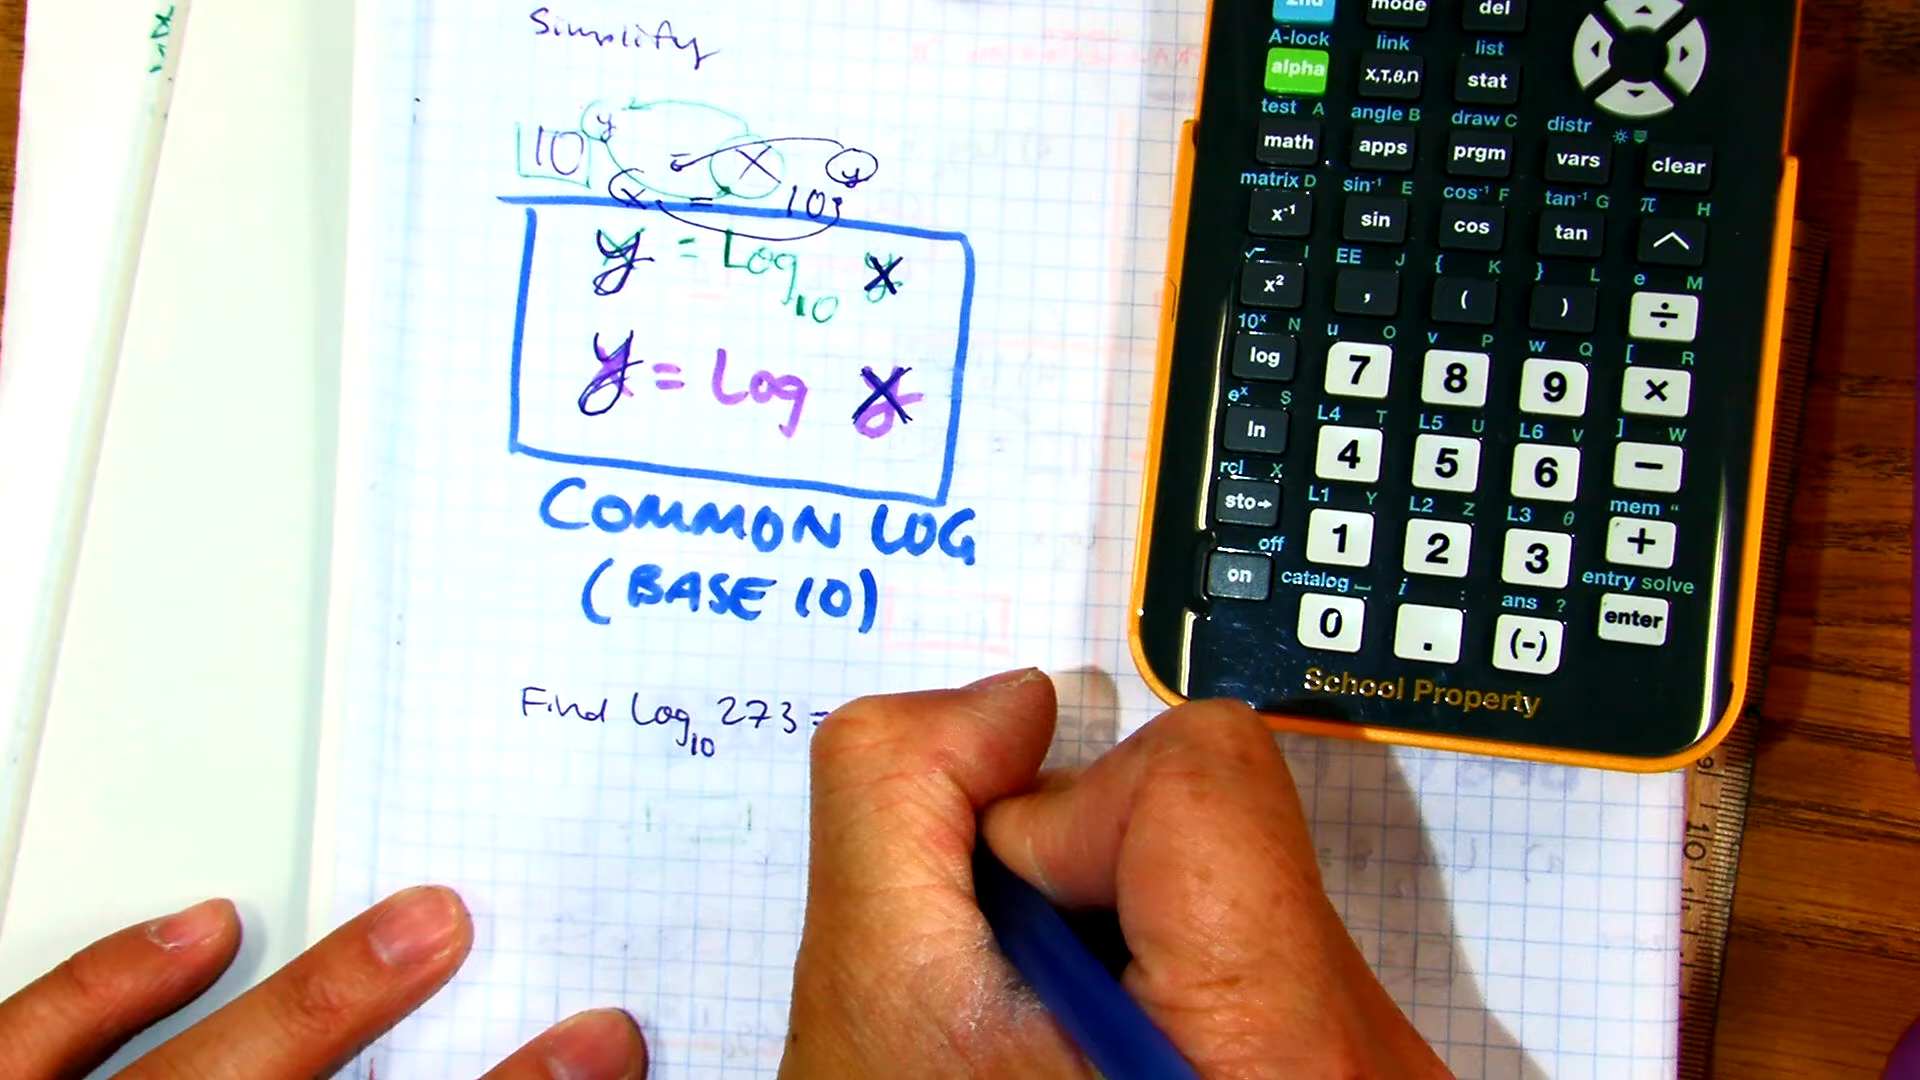 Simplify
10 y = x y
x = 10y
y = Log10 x
y = Log x
COMMON LOG
(BASE 10)
Find Log10 273 =
2nd mode del
A-lock link list
alpha X,T,θ,n stat
test A angle B draw C distr
math apps prgm vars clear
matrix D sin-1 E cos-1 F tan-1 G π H
x-1 sin cos tan ^
√ I EE J { K } L e M
x² , ( ) ÷
10x N u O v P w Q [ R
log 7 8 9 ×
ex S L4 T L5 U L6 V ] W
ln 4 5 6 −
rcl X L1 Y L2 Z L3 θ mem "
sto→ 1 2 3 +
off catalog i : ans ? entry solve
on 0 . (-) enter
School Property
10